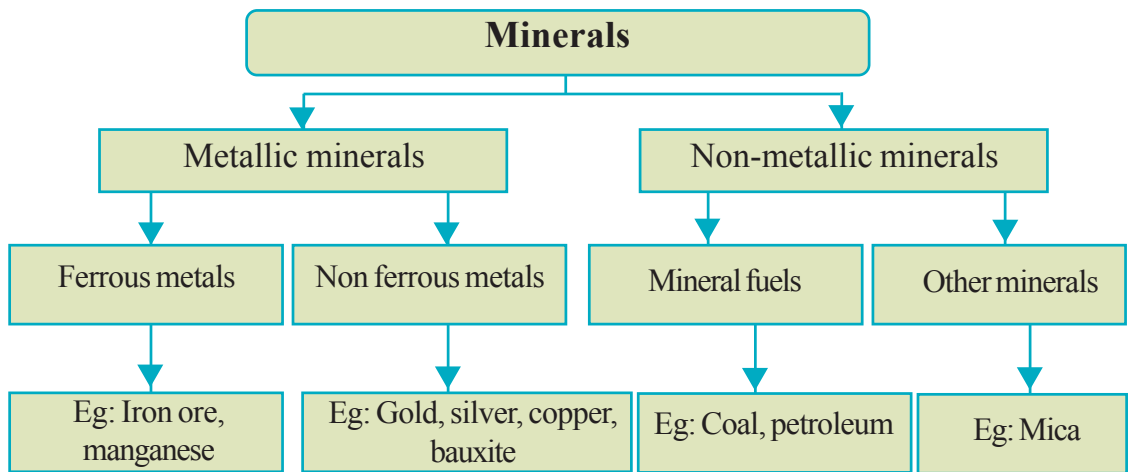 Minerals
Metallic minerals
Non-metallic minerals
Ferrous metals
Non ferrous metals
Mineral fuels
Other minerals
Eg: Iron ore,
manganese
Eg: Gold, silver, copper,
bauxite
Eg: Coal, petroleum
Eg: Mica